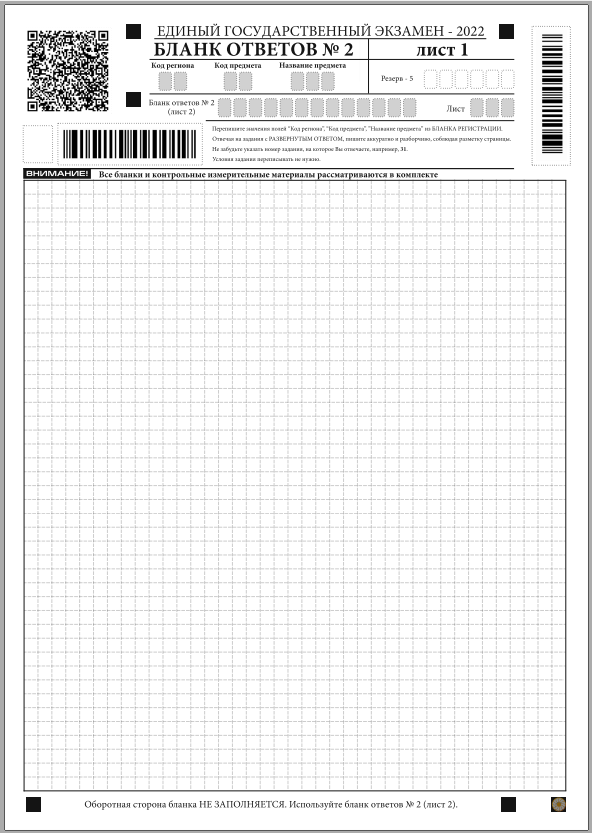 ЕДИНЫЙ ГОСУДАРСТВЕННЫЙ ЭКЗАМЕН - 2022
БЛАНК ОТВЕТОВ № 2
лист 1
Код региона
Код предмета
Название предмета
Резерв - 5
Бланк ответов № 2
(лист 2)
Лист
Перепишите значения полей "Код региона", "Код предмета", "Название предмета" из БЛАНКА РЕГИСТРАЦИИ.
Отвечая на задания с РАЗВЕРНУТЫМ ОТВЕТОМ, пишите аккуратно и разборчиво, соблюдая разметку страницы.
Не забудьте указать номер задания, на которое Вы отвечаете, например, 31.
Условия задания переписывать не нужно.
ВНИМАНИЕ!
Все бланки и контрольные измерительные материалы рассматриваются в комплекте
Оборотная сторона бланка НЕ ЗАПОЛНЯЕТСЯ. Используйте бланк ответов № 2 (лист 2).